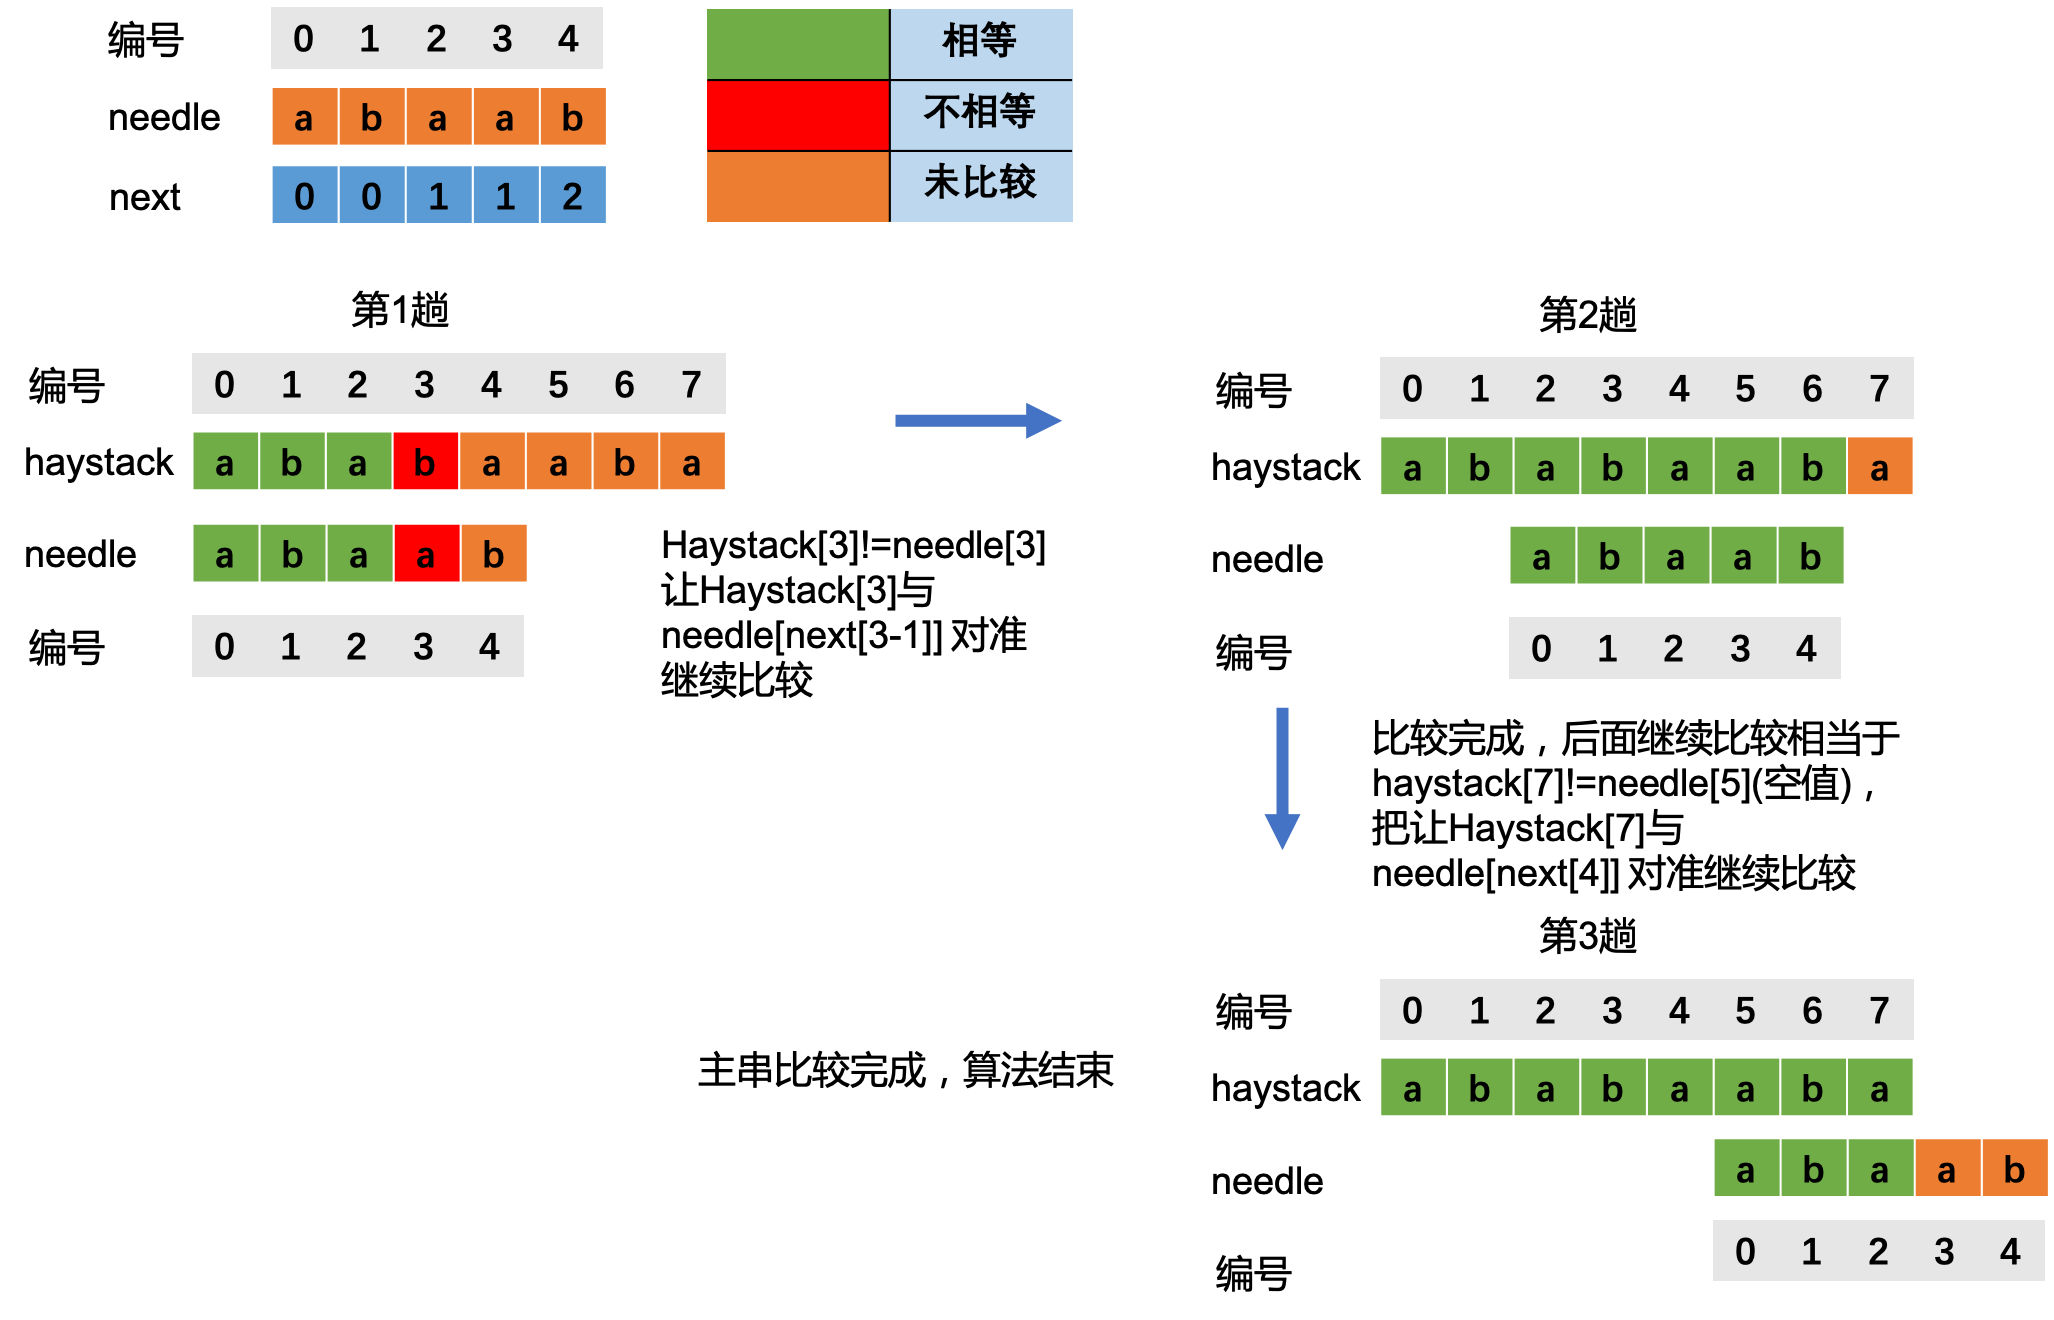 编号 0 1 2 3 4
needle a b a a b
next 0 0 1 1 2
相等
不相等
未比较
第1趟
编号 0 1 2 3 4 5 6 7
haystack a b a b a a b a
needle a b a a b
编号 0 1 2 3 4
Haystack[3]!=needle[3]
让Haystack[3]与
needle[next[3-1]] 对准
继续比较
第2趟
编号 0 1 2 3 4 5 6 7
haystack a b a b a a b a
needle a b a a b
编号 0 1 2 3 4
比较完成，后面继续比较相当于
haystack[7]!=needle[5](空值)，
把让Haystack[7]与
needle[next[4]] 对准继续比较
第3趟
编号 0 1 2 3 4 5 6 7
haystack a b a b a a b a
needle a b a a b
编号 0 1 2 3 4
主串比较完成，算法结束